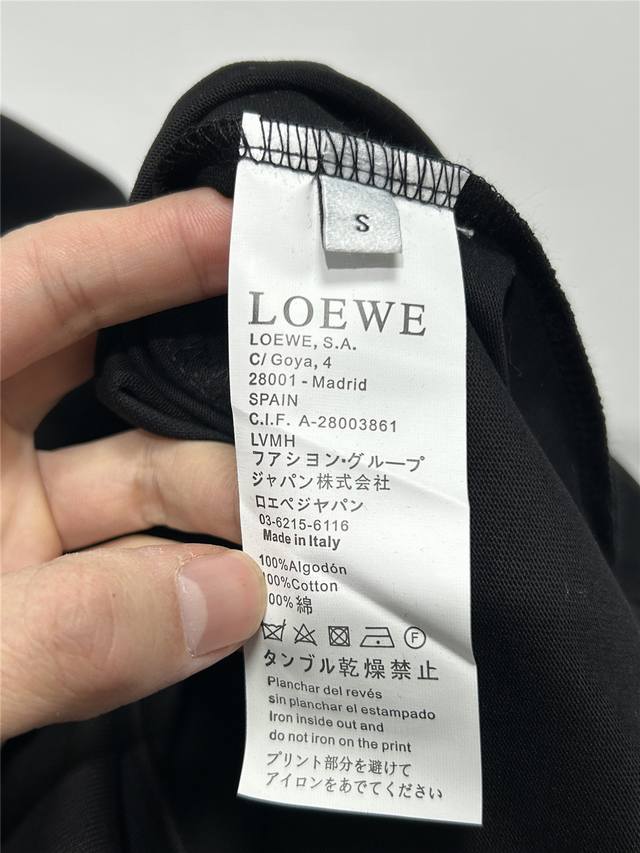 S
LOEWE
LOEWE, S.A.
C/ Goya, 4
28001 - Madrid
SPAIN
C.I.F. A-28003861
LVMH
フアシヨン・グループ
ジャパン株式会社
ロエペジャパン
03-6215-6116
Made in Italy
100%Algodón
100%Cotton
100%綿
F
タンブル乾燥禁止
Planchar del revés
sin planchar el estampado
Iron inside out and
do not iron on the print
プリント部分を避けて
アイロンをあでてください